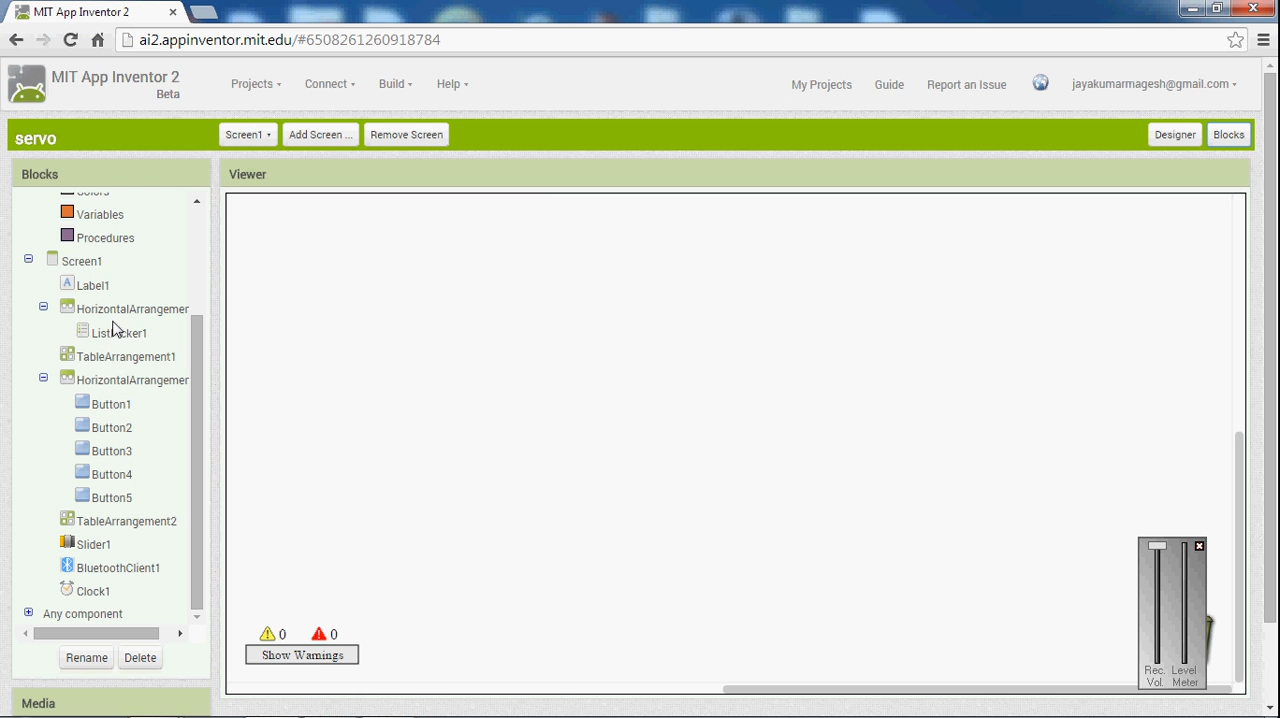 MIT App Inventor 2
ai2.appinventor.mit.edu/#6508261260918784
MIT App Inventor 2
Beta
Projects
Connect
Build
Help
My Projects
Guide
Report an Issue
jayakumarmagesh@gmail.com
servo
Screen1
Add Screen ...
Remove Screen
Designer
Blocks
Blocks
Viewer
Colors
Variables
Procedures
Screen1
Label1
HorizontalArrangemer
ListPicker1
TableArrangement1
HorizontalArrangemer
Button1
Button2
Button3
Button4
Button5
TableArrangement2
Slider1
BluetoothClient1
Clock1
Any component
Rename
Delete
Media
0
0
Show Warnings
Rec. Level
Vol. Meter